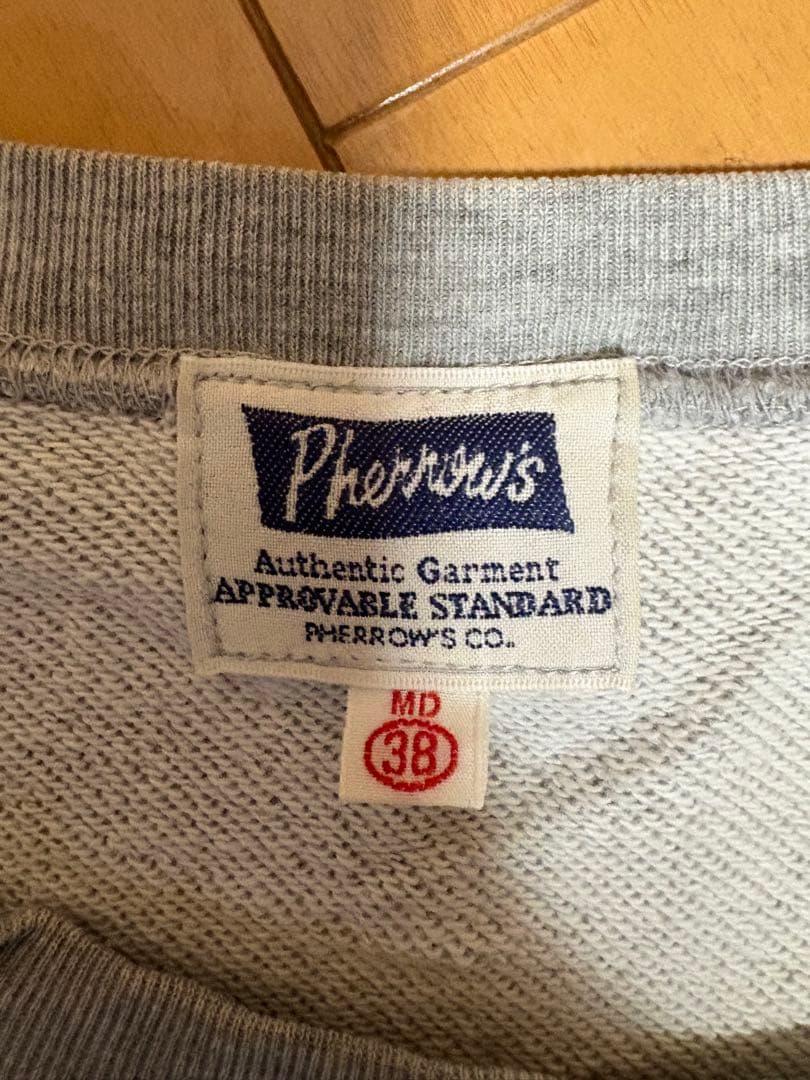 Pherrow's
Authentic Garment
APPROVABLE STANDARD
PHERROW'S CO..
MD
38